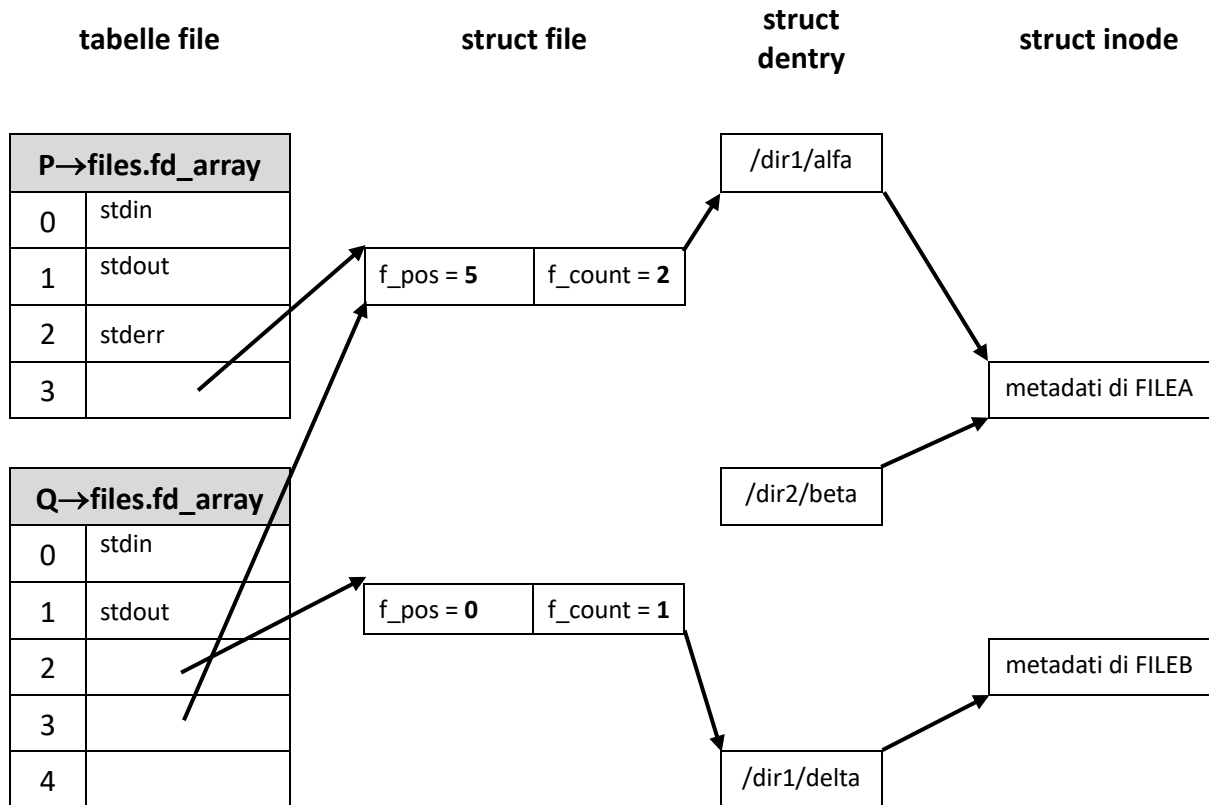 tabelle file
struct file
struct
dentry
struct inode
P→files.fd_array
0 stdin
1 stdout
2 stderr
3
f_pos = 5 f_count = 2
/dir1/alfa
metadati di FILEA
/dir2/beta
Q→files.fd_array
0 stdin
1 stdout
2
3
4
f_pos = 0 f_count = 1
metadati di FILEB
/dir1/delta